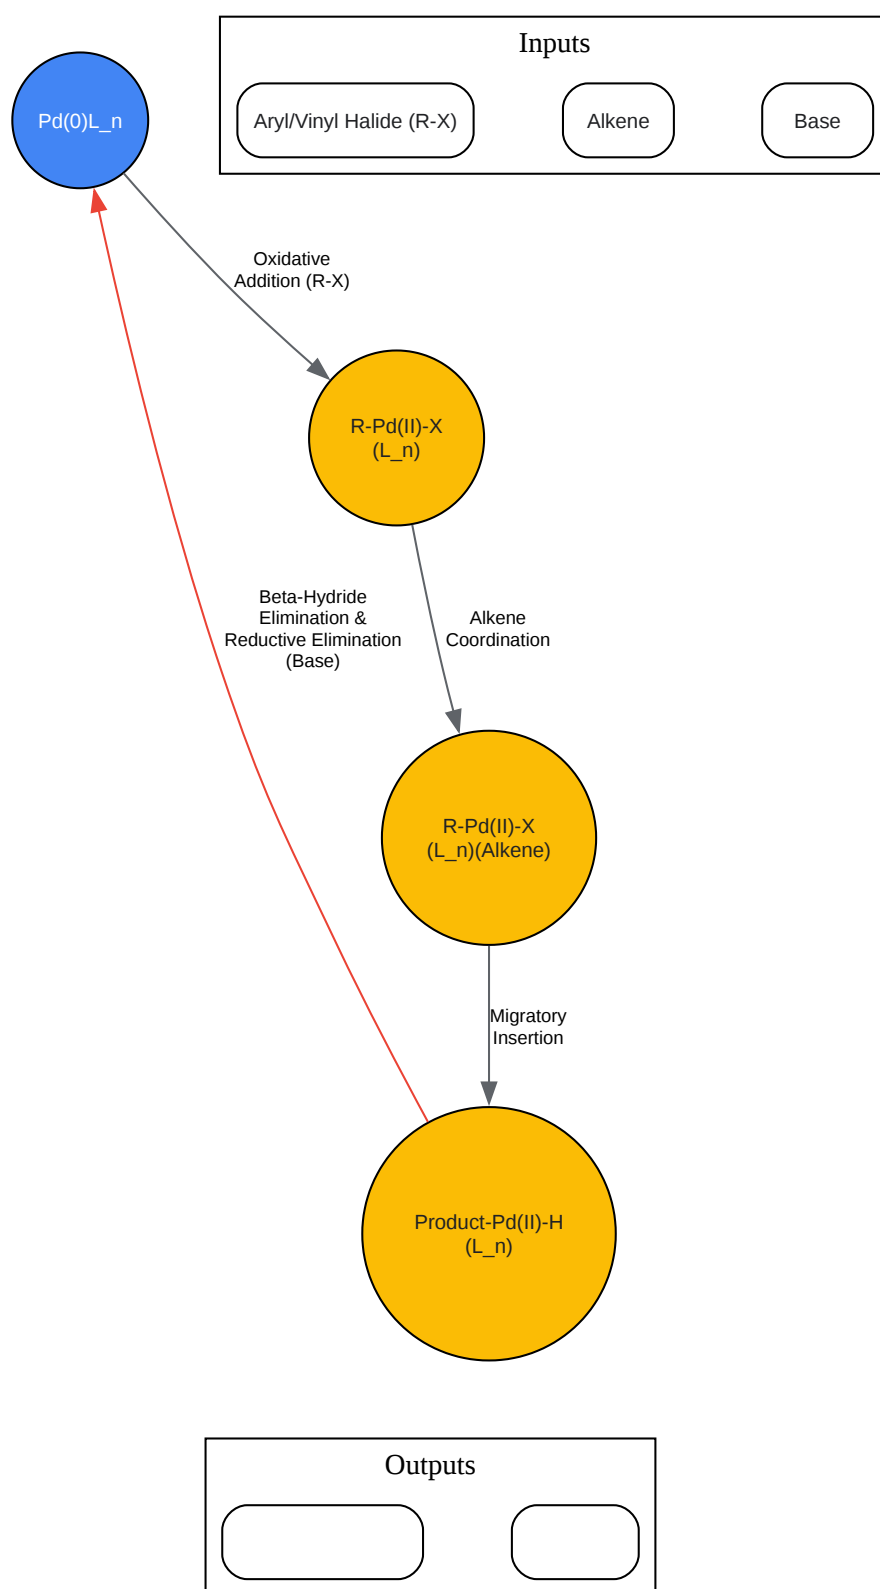 Inputs
Pd(0)L_n
Aryl/Vinyl Halide (R-X)
Alkene
Base
Oxidative
Addition (R-X)
R-Pd(II)-X
(L_n)
Beta-Hydride
Elimination &
Reductive Elimination
(Base)
Alkene
Coordination
R-Pd(II)-X
(L_n)(Alkene)
Migratory
Insertion
Product-Pd(II)-H
(L_n)
Outputs